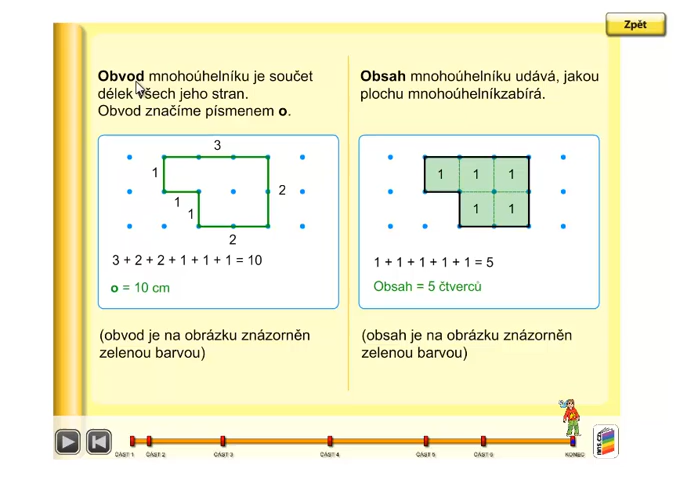 Zpět
Obvod mnohoúhelníku je součet
délek všech jeho stran.
Obvod značíme písmenem o.
3
1
1
1
2
2
3 + 2 + 2 + 1 + 1 + 1 = 10
o = 10 cm
(obvod je na obrázku znázorněn
zelenou barvou)
Obsah mnohoúhelníku udává, jakou
plochu mnohoúhelníkzabírá.
1 1 1
1 1
1 + 1 + 1 + 1 + 1 = 5
Obsah = 5 čtverců
(obsah je na obrázku znázorněn
zelenou barvou)
ČÁST 1 ČÁST 2 ČÁST 3 ČÁST 4 ČÁST 5 ČÁST 6 KONEC